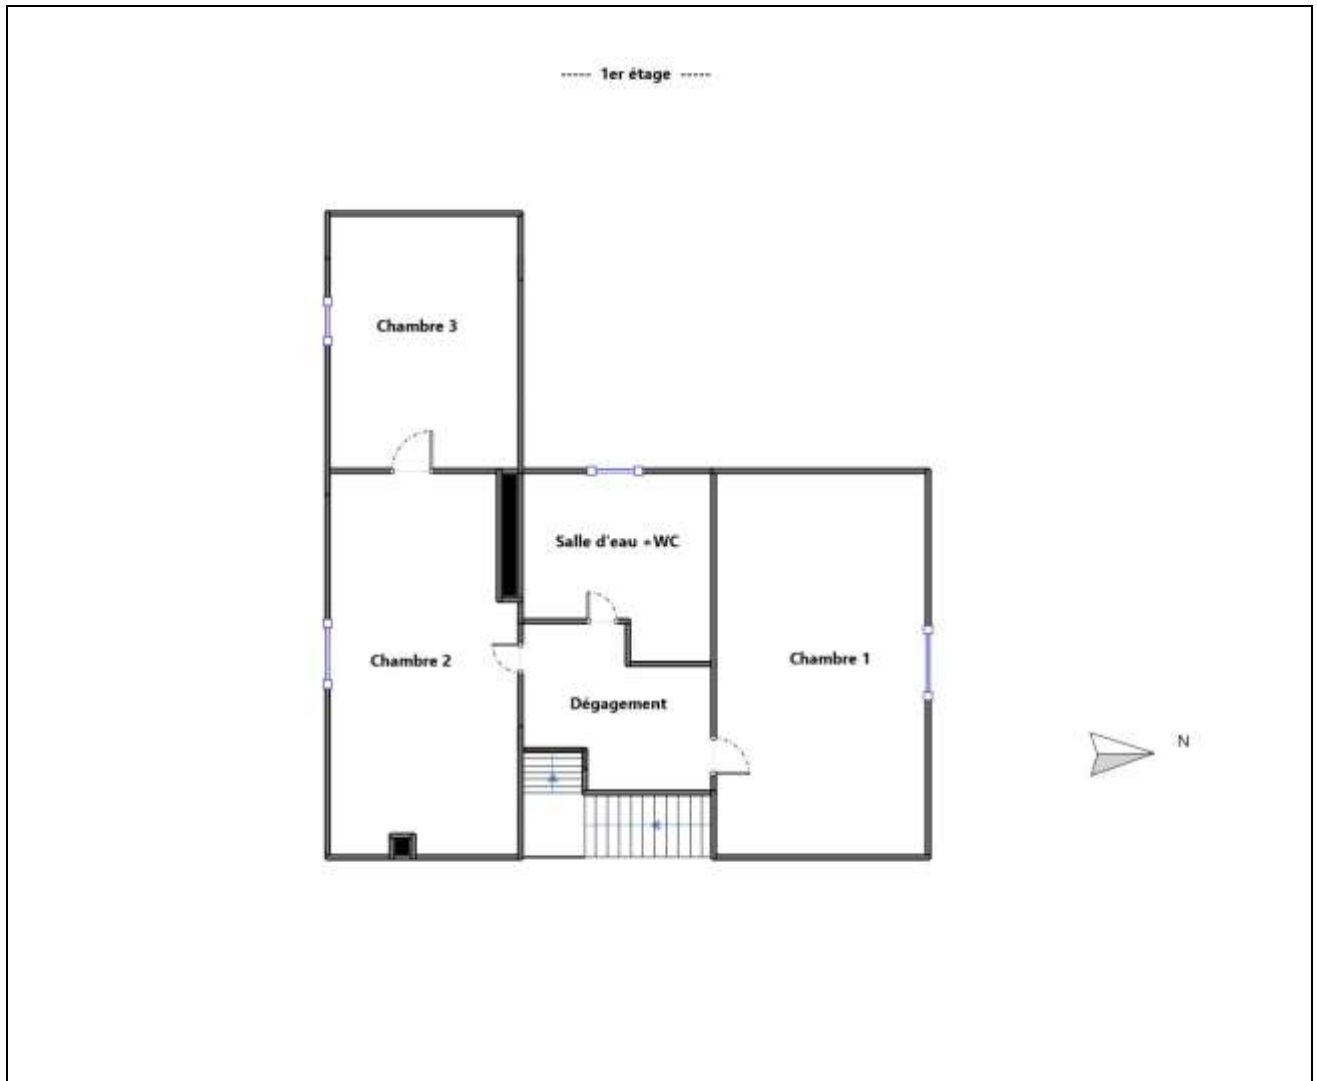 ----- 1er étage -----
Chambre 3
Salle d'eau +WC
Chambre 2
Chambre 1
Dégagement
N